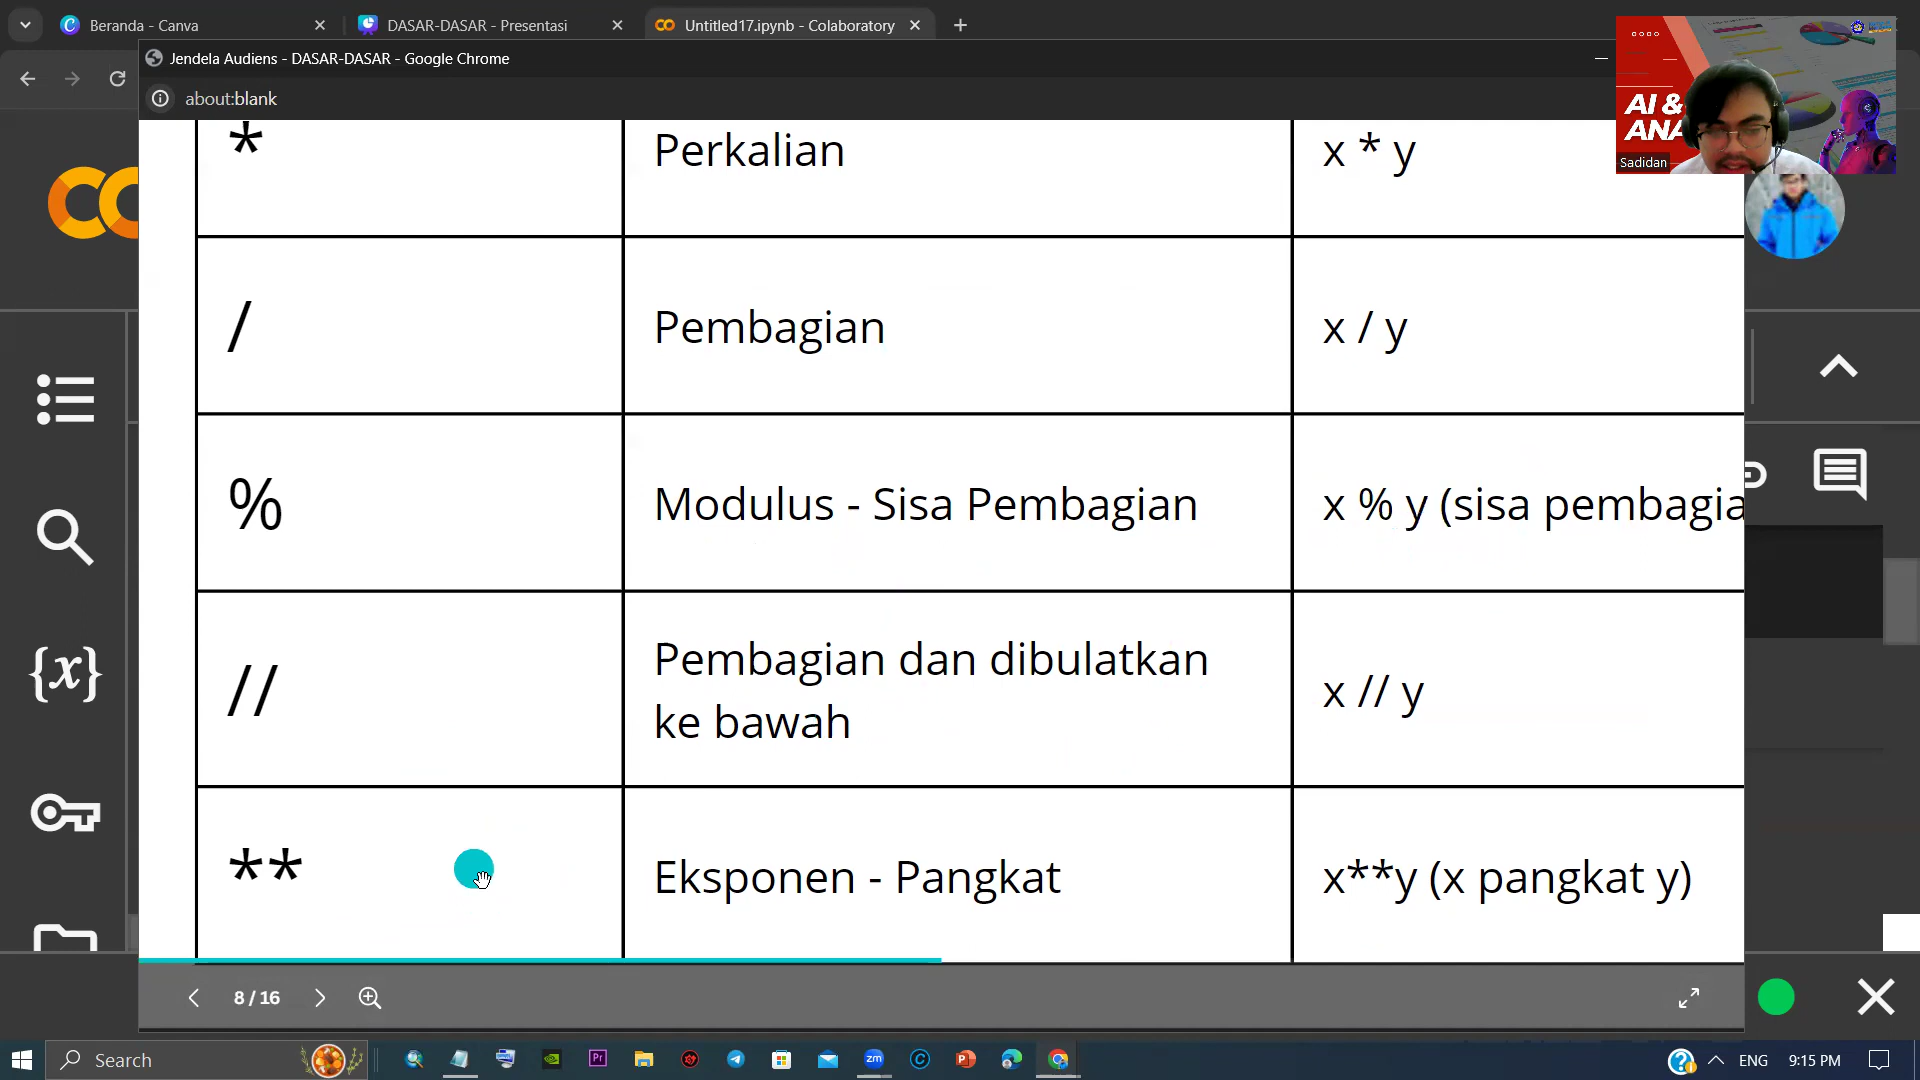 Beranda - Canva
DASAR-DASAR - Presentasi
Untitled17.ipynb - Colaboratory
Jendela Audiens - DASAR-DASAR - Google Chrome
about:blank
AI &
ANA
Sadidan
* Perkalian x * y
/ Pembagian x / y
% Modulus - Sisa Pembagian x % y (sisa pembagia
// Pembagian dan dibulatkan
ke bawah x // y
** Eksponen - Pangkat x**y (x pangkat y)
{x}
8 / 16
Search
Pr
zm
ENG
9:15 PM